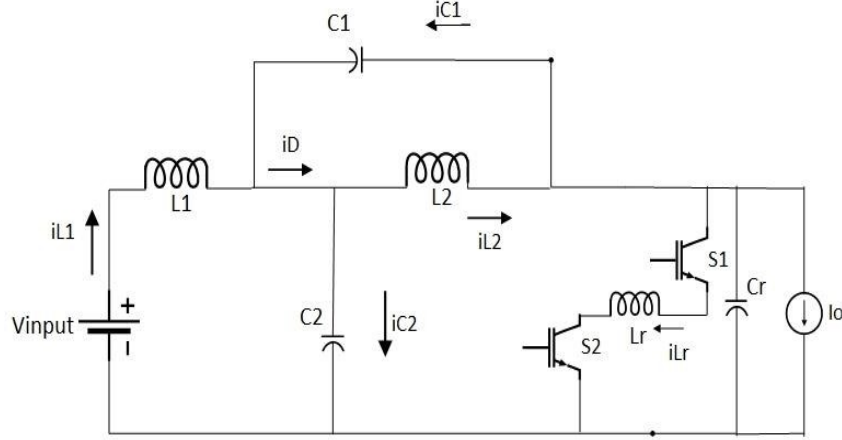 iC1
C1
iD
L1
L2
iL1
iL2
S1
Cr
+
Vinput
-
C2
iC2
S2
Lr
iLr
Io